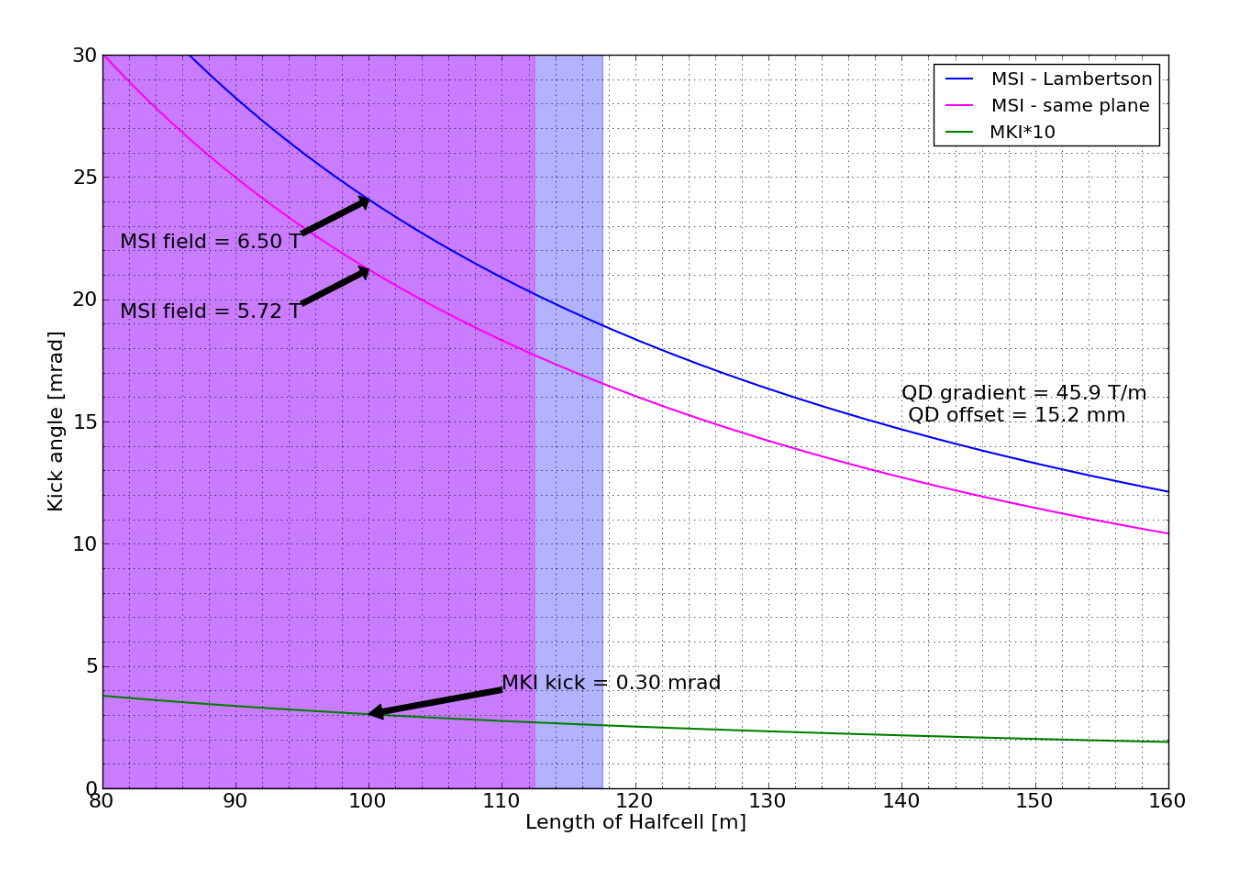 30
25
20
15
10
5
0
Kick angle [mrad]
MSI - Lambertson
MSI - same plane
MKI*10
MSI field = 6.50 T
MSI field = 5.72 T
QD gradient = 45.9 T/m
QD offset = 15.2 mm
MKI kick = 0.30 mrad
80 90 100 110 120 130 140 150 160
Length of Halfcell [m]